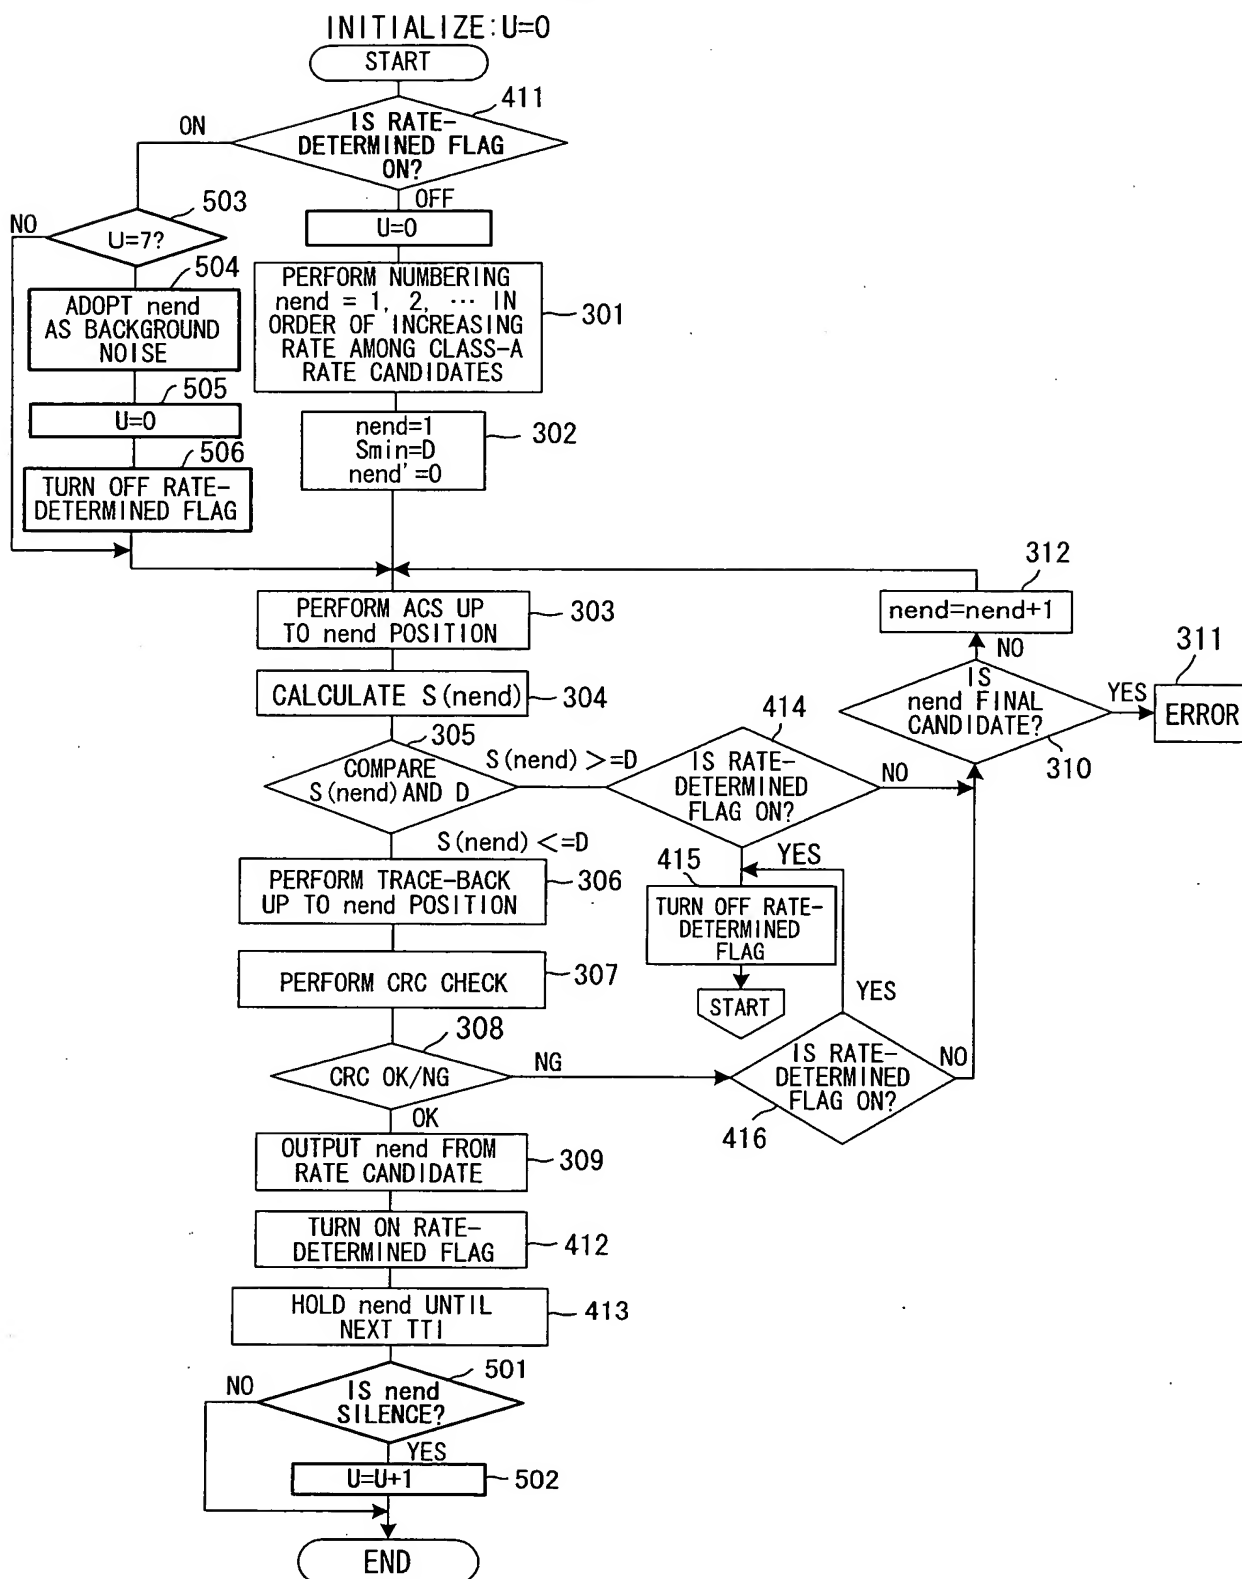 INITIALIZE:U=0
START
411
IS RATE-
DETERMINED FLAG
ON?
ON
OFF
503
NO
U=7?
U=0
504
ADOPT nend
AS BACKGROUND
NOISE
PERFORM NUMBERING
nend = 1, 2, ··· IN
ORDER OF INCREASING
RATE AMONG CLASS-A
RATE CANDIDATES
301
505
U=0
506
TURN OFF RATE-
DETERMINED FLAG
nend=1
Smin=D
nend'=0
302
312
nend=nend+1
PERFORM ACS UP
TO nend POSITION
303
NO
311
CALCULATE S(nend)
304
IS
nend FINAL
CANDIDATE?
YES
ERROR
310
305
COMPARE
S(nend)AND D
S(nend)>=D
414
IS RATE-
DETERMINED
FLAG ON?
NO
S(nend)<=D
YES
415
PERFORM TRACE-BACK
UP TO nend POSITION
306
TURN OFF RATE-
DETERMINED
FLAG
PERFORM CRC CHECK
307
START
YES
308
CRC OK/NG
NG
IS RATE-
DETERMINED
FLAG ON?
NO
416
OK
OUTPUT nend FROM
RATE CANDIDATE
309
TURN ON RATE-
DETERMINED FLAG
412
HOLD nend UNTIL
NEXT TTI
413
501
NO
IS nend
SILENCE?
YES
U=U+1
502
END